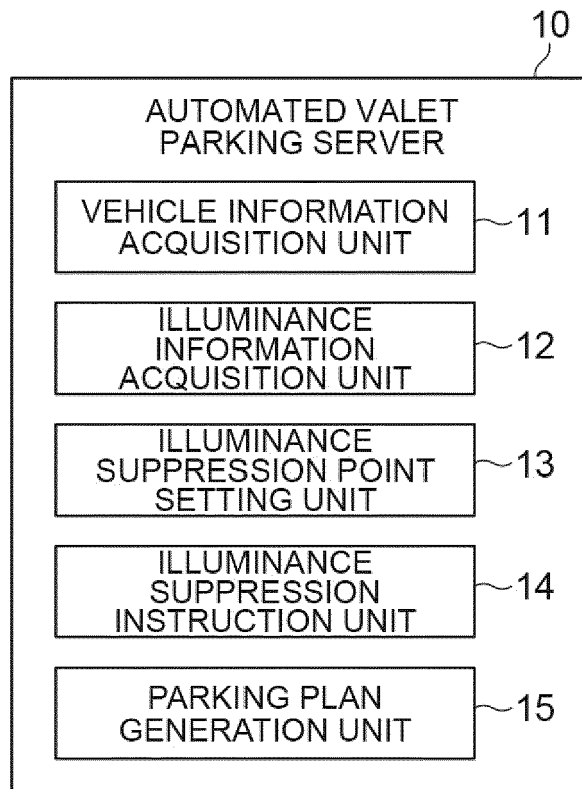 10
AUTOMATED VALET
PARKING SERVER
VEHICLE INFORMATION
ACQUISITION UNIT
11
ILLUMINANCE
INFORMATION
ACQUISITION UNIT
12
ILLUMINANCE
SUPPRESSION POINT
SETTING UNIT
13
ILLUMINANCE
SUPPRESSION
INSTRUCTION UNIT
14
PARKING PLAN
GENERATION UNIT
15